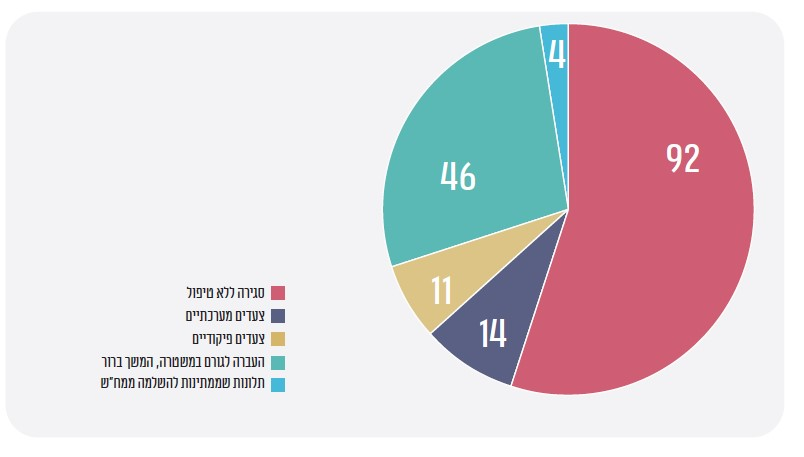 4
92
46
11
14
סגירה ללא טיפול
צעדים מערכתיים
צעדים פיקודיים
העברה לגורם במשטרה, המשך ברור
תלונות שממתינות להשלמה ממח"ש